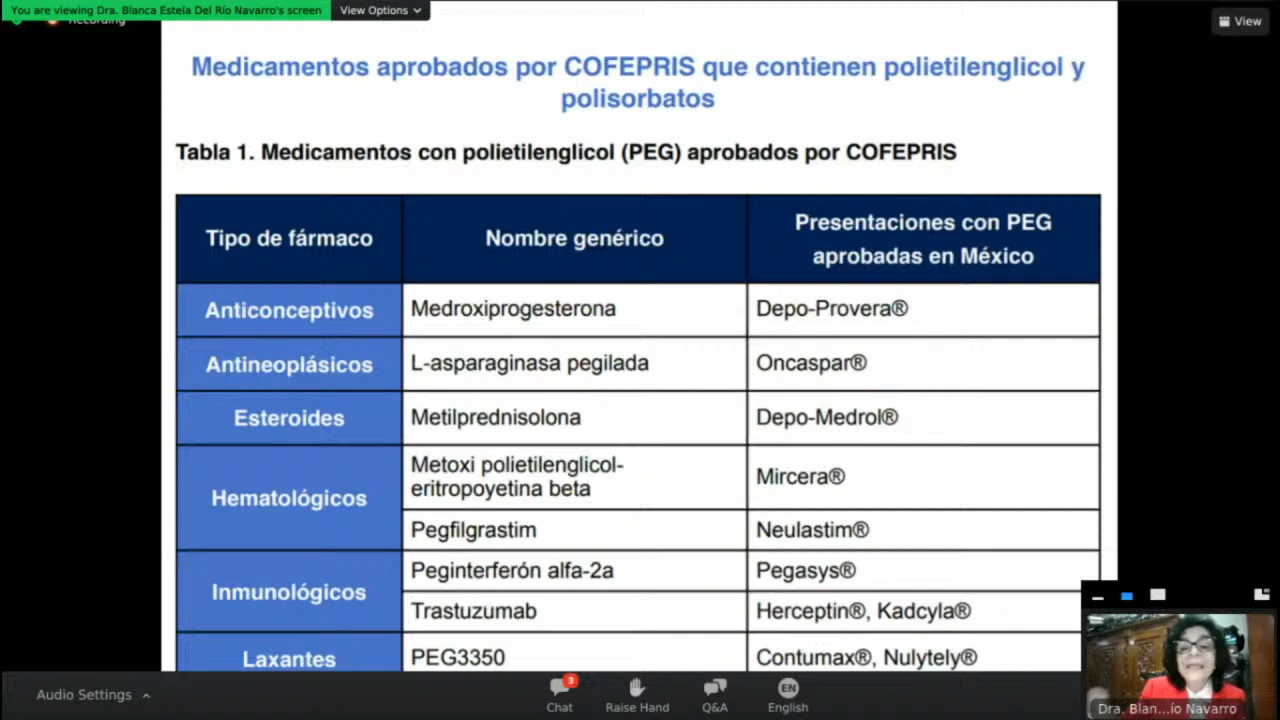 You are viewing Dra. Blanca Estela Del Río Navarro's screen
View Options
Recording
View
Medicamentos aprobados por COFEPRIS que contienen polietilenglicol y
polisorbatos
Tabla 1. Medicamentos con polietilenglicol (PEG) aprobados por COFEPRIS
Tipo de fármaco
Nombre genérico
Presentaciones con PEG
aprobadas en México
Anticonceptivos
Medroxiprogesterona
Depo-Provera®
Antineoplásicos
L-asparaginasa pegilada
Oncaspar®
Esteroides
Metilprednisolona
Depo-Medrol®
Hematológicos
Metoxi polietilenglicol-
eritropoyetina beta
Mircera®
Pegfilgrastim
Neulastim®
Inmunológicos
Peginterferón alfa-2a
Pegasys®
Trastuzumab
Herceptin®, Kadcyla®
Laxantes
PEG3350
Contumax®, Nulytely®
Audio Settings
3
Chat
Raise Hand
Q&A
EN
English
Dra. Blan...ío Navarro